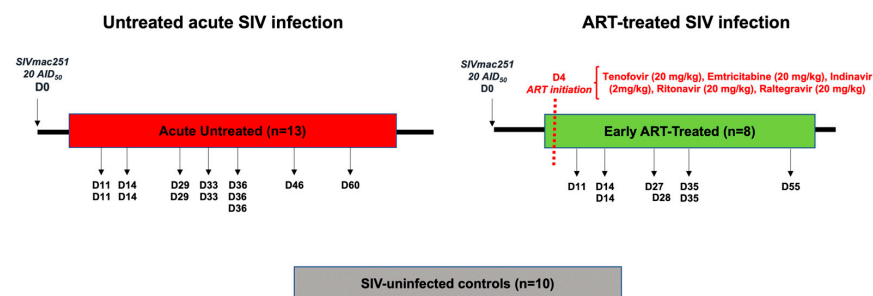 Untreated acute SIV infection
SIVmac251
20 AID50
D0
Acute Untreated (n=13)
D11 D14 D29 D33 D36 D46 D60
D11 D14 D29 D33 D36
D36
ART-treated SIV infection
SIVmac251
20 AID50
D0
D4
ART initiation
Tenofovir (20 mg/kg), Emtricitabine (20 mg/kg), Indinavir
(2mg/kg), Ritonavir (20 mg/kg), Raltegravir (20 mg/kg)
Early ART-Treated (n=8)
D11 D14 D27 D35 D55
D14 D28 D35
SIV-uninfected controls (n=10)